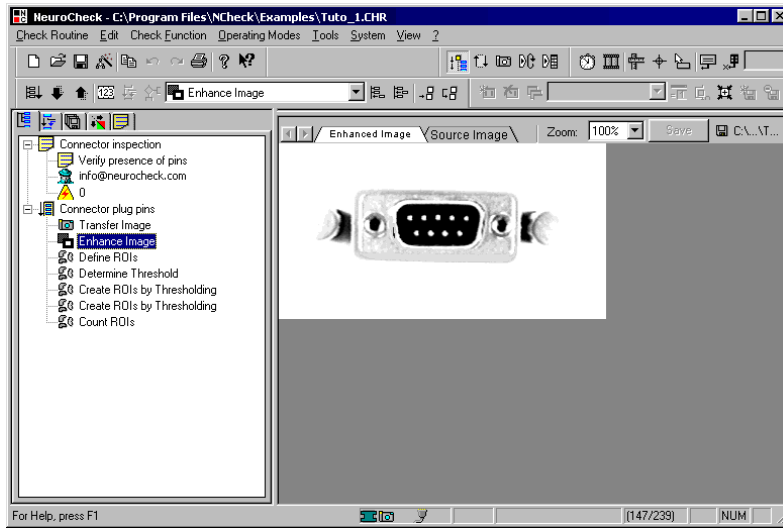 NeuroCheck - C:\Program Files\NCheck\Examples\Tuto_1.CHR
Check Routine Edit Check Function Operating Modes Tools System View ?
123 Enhance Image
Enhanced Image Source Image Zoom: 100% Save C:\...\T...
Connector inspection
Verify presence of pins
info@neurocheck.com
0
Connector plug pins
Transfer Image
Enhance Image
Define ROIs
Determine Threshold
Create ROIs by Thresholding
Create ROIs by Thresholding
Count ROIs
For Help, press F1 (147/239) NUM